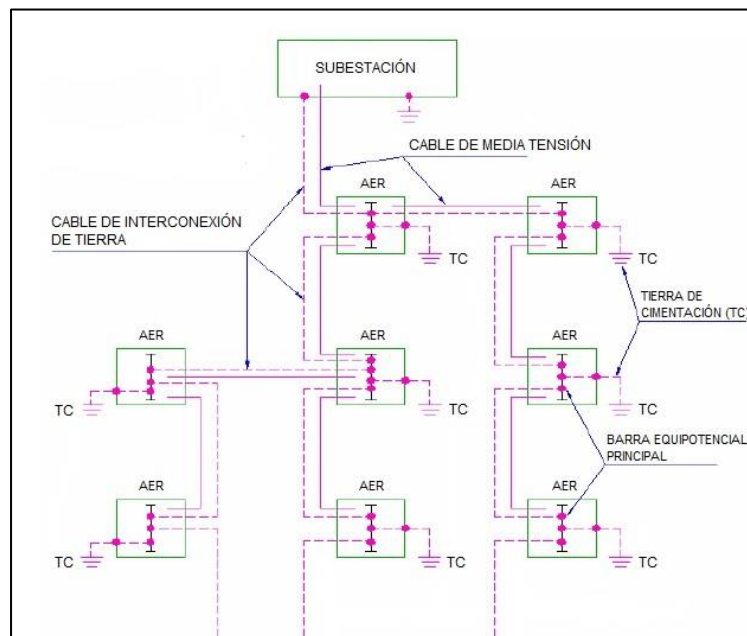 SUBESTACIÓN
CABLE DE MEDIA TENSIÓN
AER
AER
CABLE DE INTERCONEXIÓN
DE TIERRA
TC
TC
TIERRA DE
CIMENTACIÓN (TC)
AER
AER
AER
TC
TC
TC
BARRA EQUIPOTENCIAL
PRINCIPAL
AER
AER
AER
TC
TC
TC